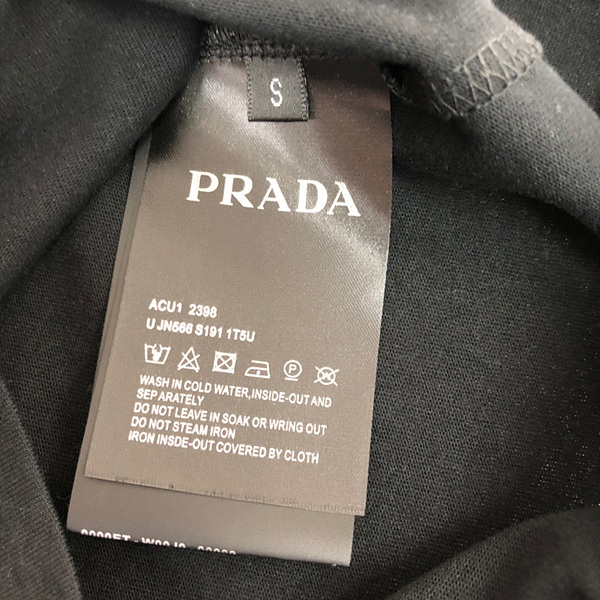 S
PRADA
ACU1 2398
U JN566 S191 1T5U
WASH IN COLD WATER,INSIDE-OUT AND
SEP ARATELY
DO NOT LEAVE IN SOAK OR WRING OUT
DO NOT STEAM IRON
IRON INSDE-OUT COVERED BY CLOTH